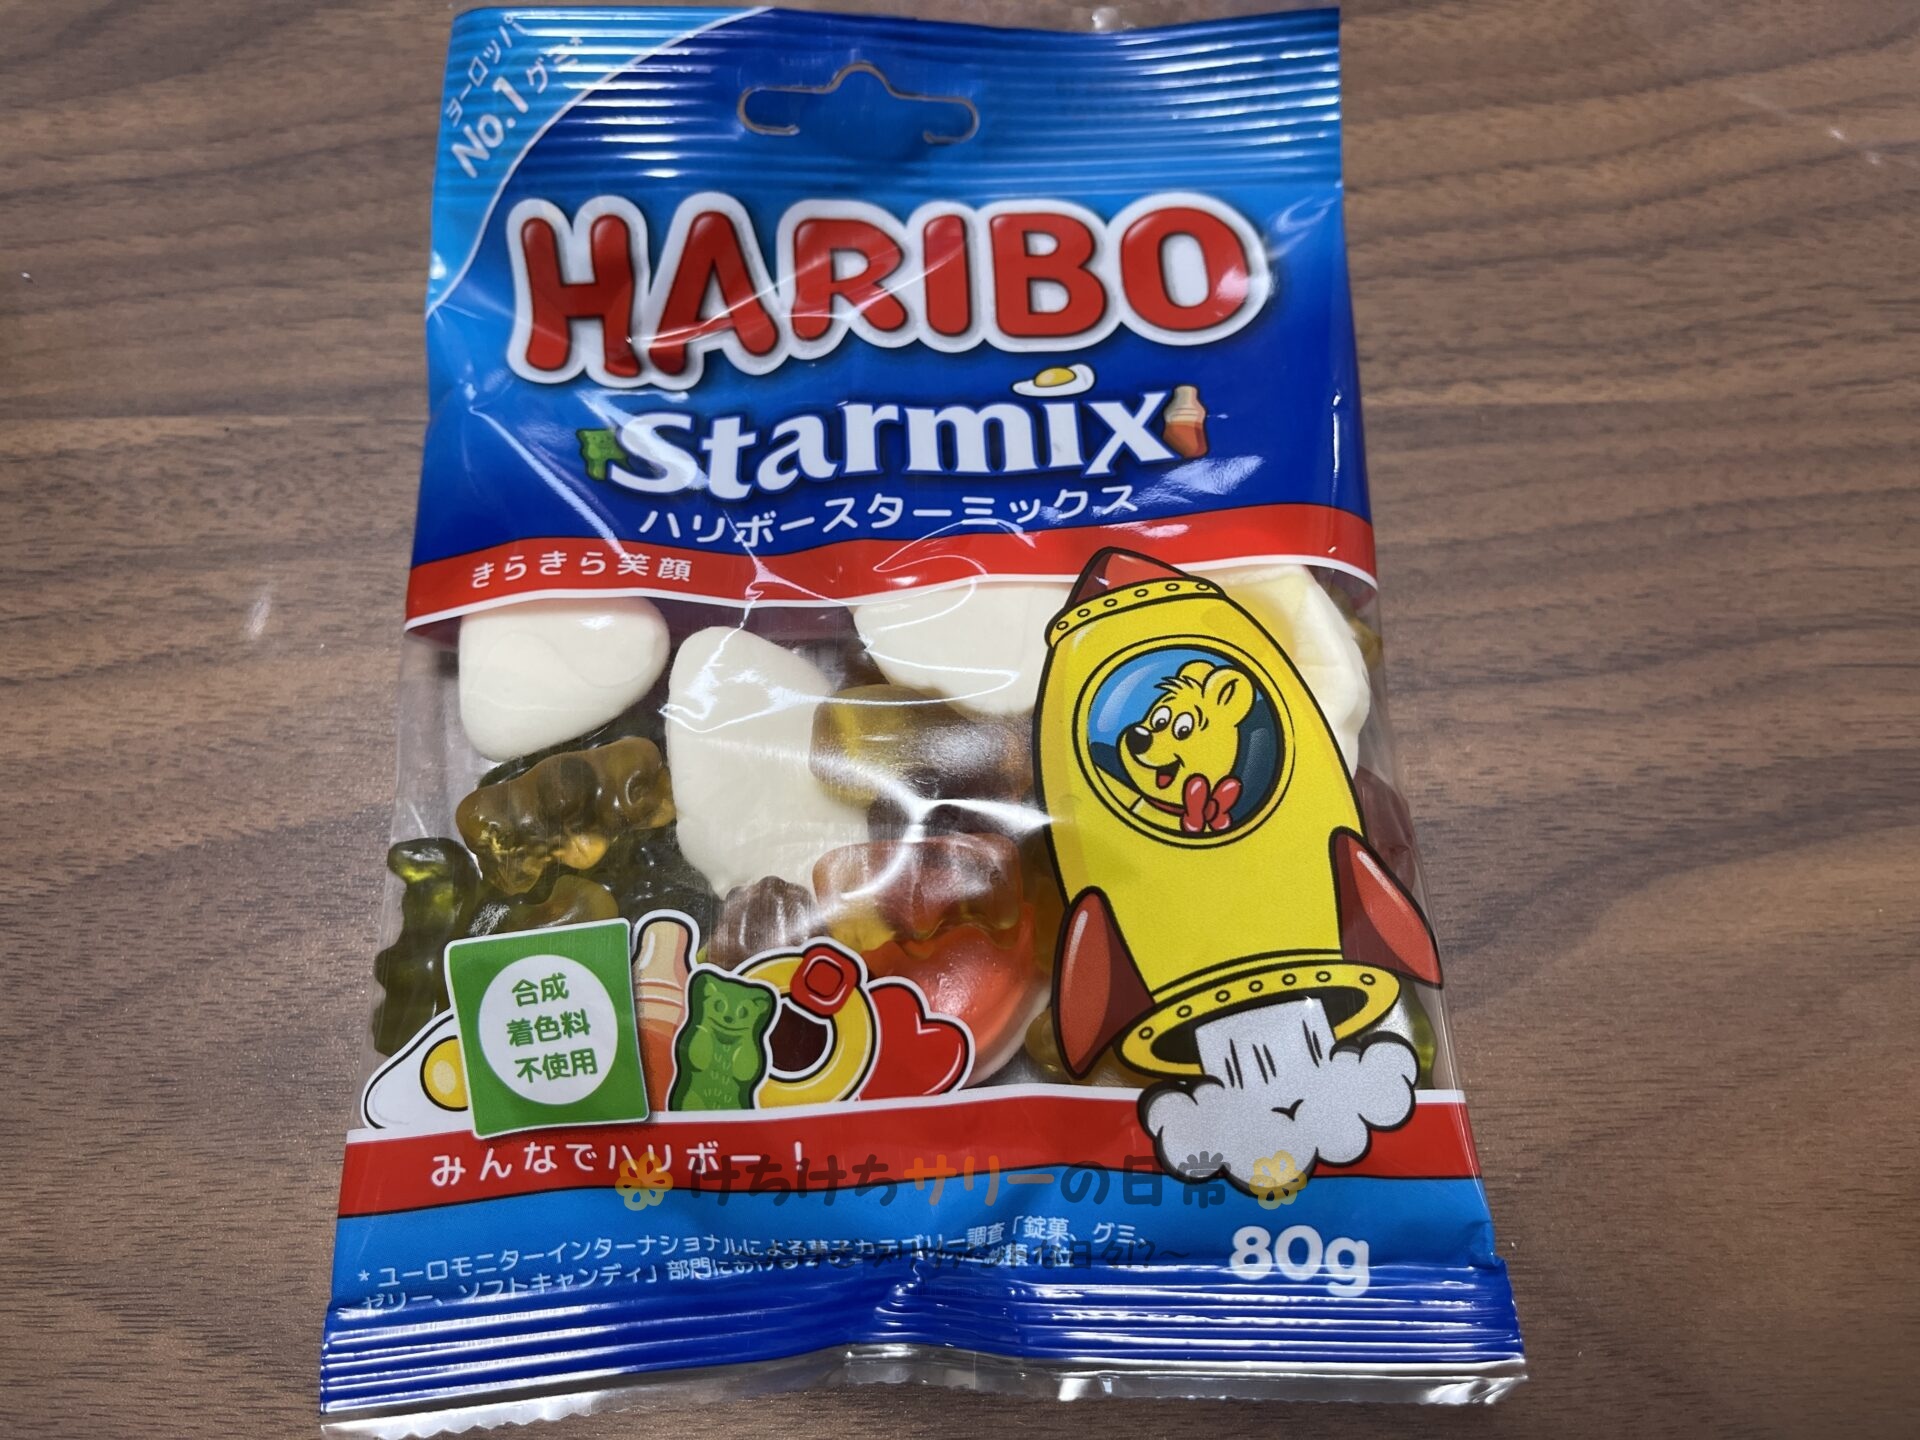 ヨーロッパ
No.1グミ*
HARIBO
Starmix
ハリボースターミックス
きらきら笑顔
合成
着色料
不使用
みんなでハリボー!
けちけちサリーの日常
*ユーロモニターインターナショナルによる菓子カテゴリー調査「錠菓、グミ、
ゼリー、ソフトキャンディ」部門における
総額1位
80g